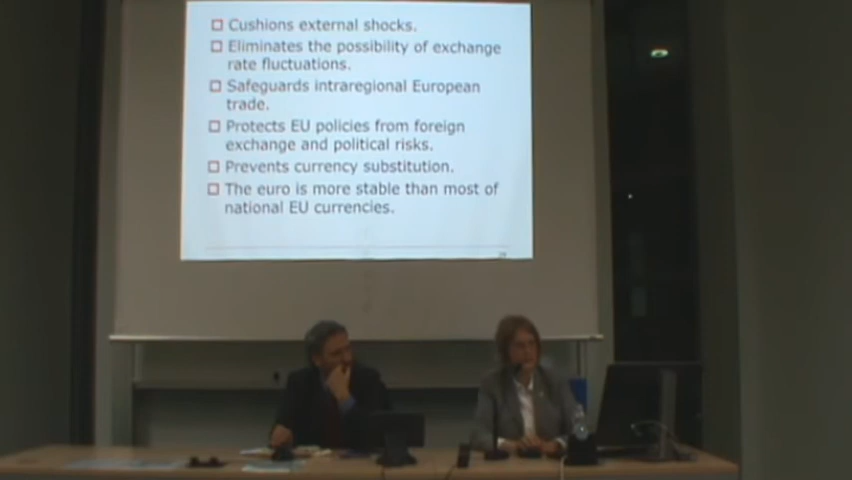 Cushions external shocks.
Eliminates the possibility of exchange
rate fluctuations.
Safeguards intraregional European
trade.
Protects EU policies from foreign
exchange and political risks.
Prevents currency substitution.
The euro is more stable than most of
national EU currencies.